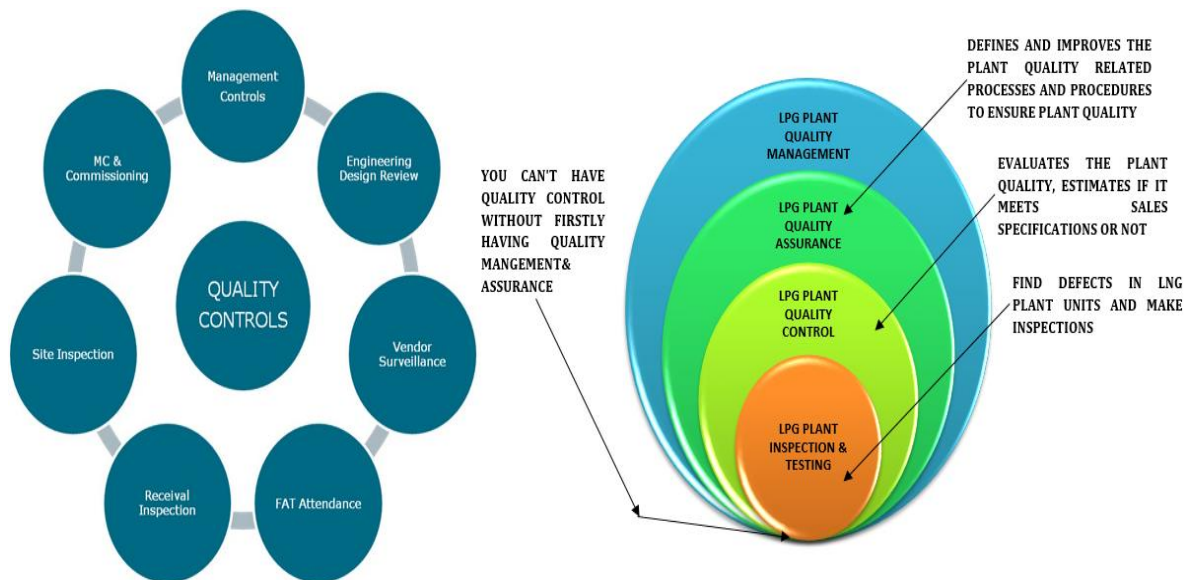 Management
Controls
MC &
Commissioning
Engineering
Design Review
QUALITY
CONTROLS
Site Inspection
Vendor
Surveillance
Receival
Inspection
FAT Attendance
YOU CAN'T HAVE
QUALITY CONTROL
WITHOUT FIRSTLY
HAVING QUALITY
MANGEMENT&
ASSURANCE
LPG PLANT
QUALITY
MANAGEMENT
LPG PLANT
QUALITY
ASSURANCE
LPG PLANT
QUALITY
CONTROL
LPG PLANT
INSPECTION &
TESTING
DEFINES AND IMPROVES THE
PLANT QUALITY RELATED
PROCESSES AND PROCEDURES
TO ENSURE PLANT QUALITY
EVALUATES THE PLANT
QUALITY, ESTIMATES IF IT
MEETS SALES
SPECIFICATIONS OR NOT
FIND DEFECTS IN LNG
PLANT UNITS AND MAKE
INSPECTIONS